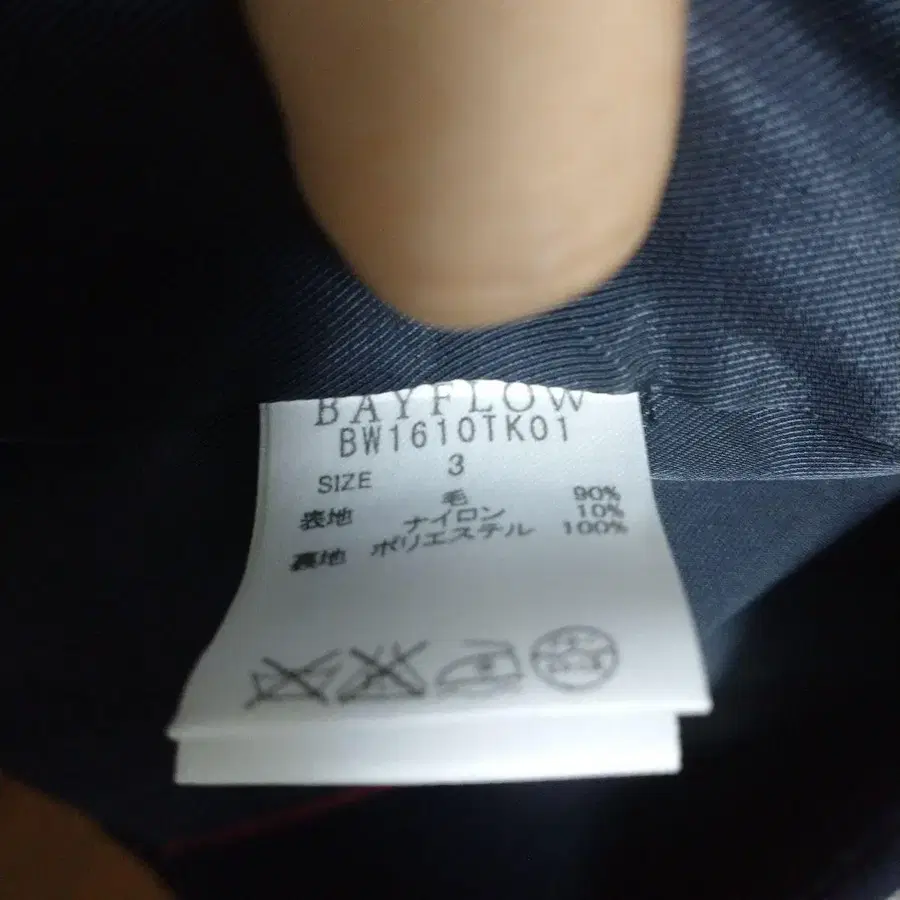 BAYFLOW
BW1610TK01
SIZE 3
表地 毛 90%
ナイロン 10%
裏地 ポリエステル 100%